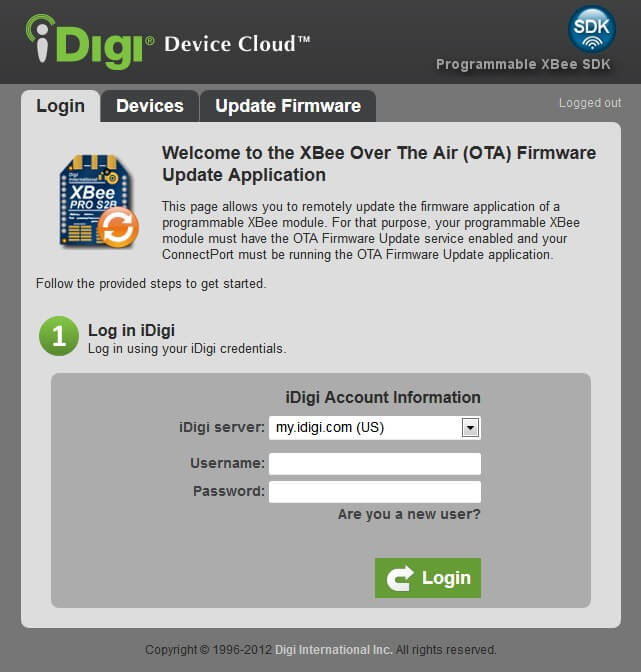 iDigi® Device Cloud™
SDK
Programmable XBee SDK
Login Devices Update Firmware Logged out
Digi
International
XBee
PRO S2B
Welcome to the XBee Over The Air (OTA) Firmware
Update Application
This page allows you to remotely update the firmware application of a
programmable XBee module. For that purpose, your programmable XBee
module must have the OTA Firmware Update service enabled and your
ConnectPort must be running the OTA Firmware Update application.
Follow the provided steps to get started.
1 Log in iDigi
Log in using your iDigi credentials.
iDigi Account Information
iDigi server: my.idigi.com (US)
Username:
Password:
Are you a new user?
Login
Copyright © 1996-2012 Digi International Inc. All rights reserved.